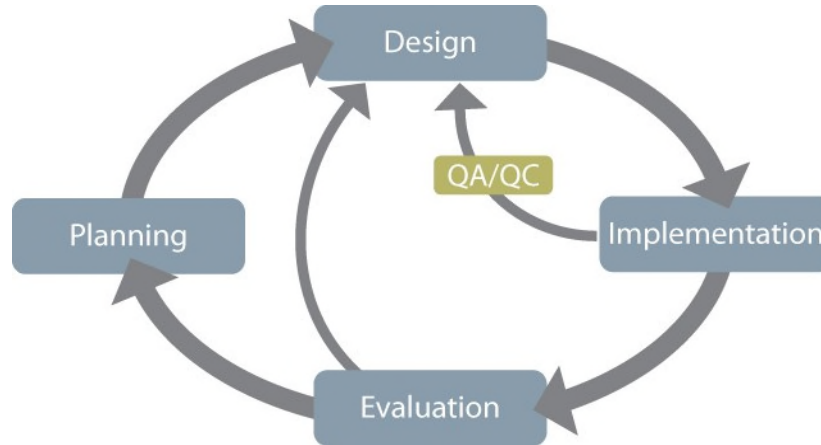 Design
QA/QC
Planning
Implementation
Evaluation